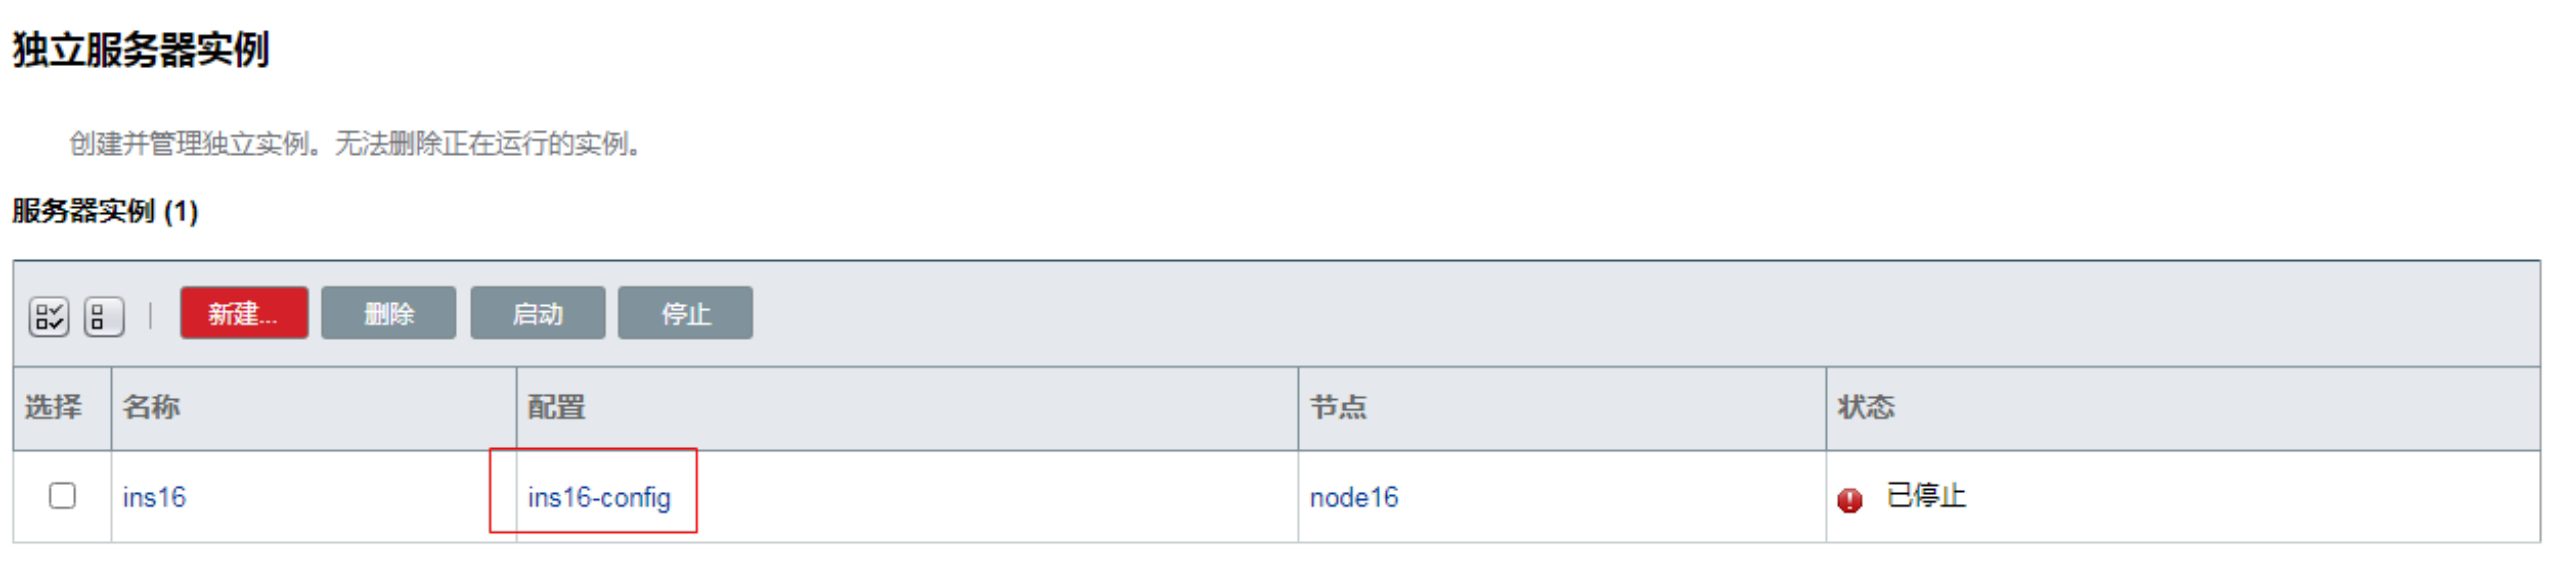 独立服务器实例
创建并管理独立实例。无法删除正在运行的实例。
服务器实例 (1)
新建... 删除 启动 停止
选择 名称 配置 节点 状态
ins16 ins16-config node16 已停止